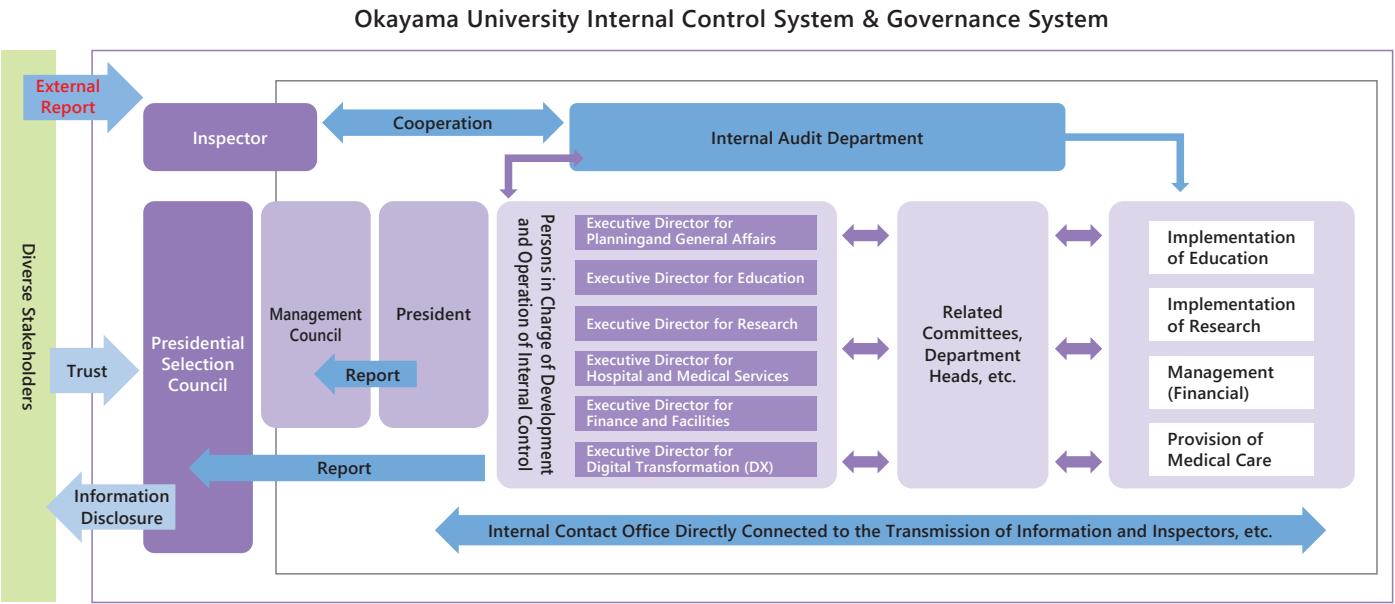 Okayama University Internal Control System & Governance System
External
Report
Inspector
Cooperation
Internal Audit Department
Diverse Stakeholders
Trust
Information
Disclosure
Presidential
Selection
Council
Management
Council
President
Report
Report
Persons in Charge of Development
and Operation of Internal Control
Executive Director for
Planningand General Affairs
Executive Director for Education
Executive Director for Research
Executive Director for
Hospital and Medical Services
Executive Director for
Finance and Facilities
Executive Director for
Digital Transformation (DX)
Related
Committees,
Department
Heads, etc.
Implementation
of Education
Implementation
of Research
Management
(Financial)
Provision of
Medical Care
Internal Contact Office Directly Connected to the Transmission of Information and Inspectors, etc.